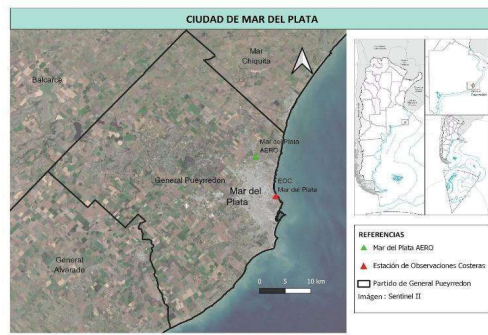 CIUDAD DE MAR DEL PLATA
Mar
Chiquita
Balcarce
Mar del Plata
AERO
General Pueyrredon
EOC
Mar del Plata
Mar del
Plata
General
Alvarado
0 5 10 km
REFERENCIAS
Mar del Plata AERO
Estación de Observaciones Costeras
Partido de General Pueyrredon
Imágen : Sentinel II